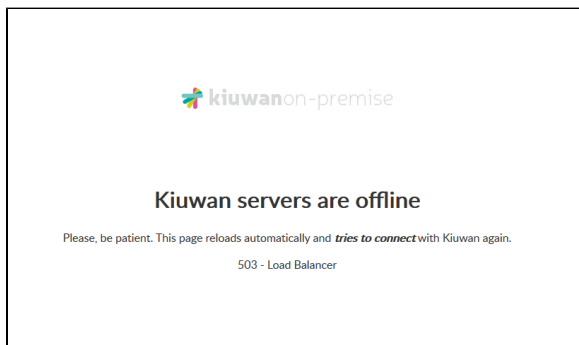 kiuwanon-premise
Kiuwan servers are offline
Please, be patient. This page reloads automatically and tries to connect with Kiuwan again.
503 - Load Balancer